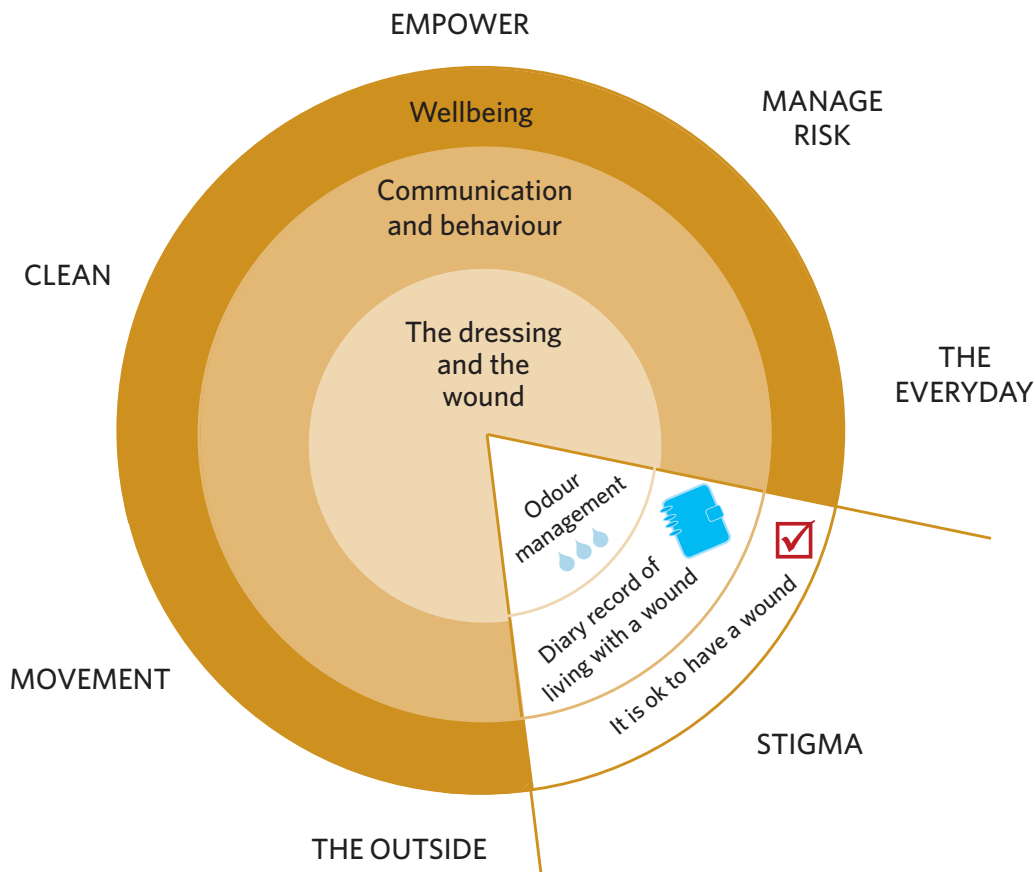 EMPOWER
MANAGE
RISK
Wellbeing
Communication
and behaviour
CLEAN
The dressing
and the
wound
THE
EVERYDAY
Odour
management
Diary record of
living with a wound
It is ok to have a wound
MOVEMENT
STIGMA
THE OUTSIDE